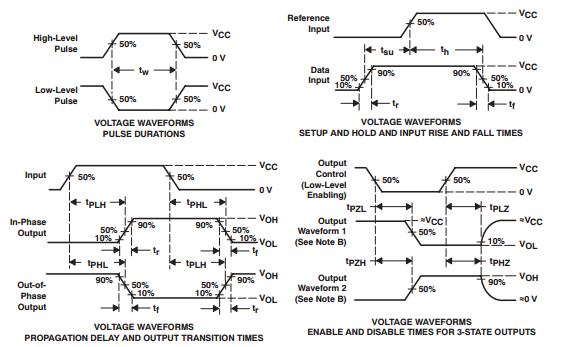 High-Level
Pulse
50%
50%
VCC
0 V
tw
Low-Level
Pulse
50%
50%
VCC
0 V
VOLTAGE WAVEFORMS
PULSE DURATIONS
Reference
Input
50%
VCC
0 V
tsu
th
Data
Input
50%
10%
90%
90%
50%
10%
VCC
0 V
tr
tf
VOLTAGE WAVEFORMS
SETUP AND HOLD AND INPUT RISE AND FALL TIMES
Input
50%
50%
VCC
0 V
tPLH
tPHL
In-Phase
Output
50%
10%
90%
90%
50%
10%
VOH
VOL
tr
tf
tPHL
tPLH
Out-of-
Phase
Output
90%
50%
10%
50%
10%
90%
VOH
VOL
tf
tr
VOLTAGE WAVEFORMS
PROPAGATION DELAY AND OUTPUT TRANSITION TIMES
Output
Control
(Low-Level
Enabling)
50%
50%
VCC
0 V
tPZL
tPLZ
Output
Waveform 1
(See Note B)
≈VCC
50%
10%
≈VCC
VOL
tPZH
tPHZ
Output
Waveform 2
(See Note B)
50%
90%
VOH
≈0 V
VOLTAGE WAVEFORMS
ENABLE AND DISABLE TIMES FOR 3-STATE OUTPUTS